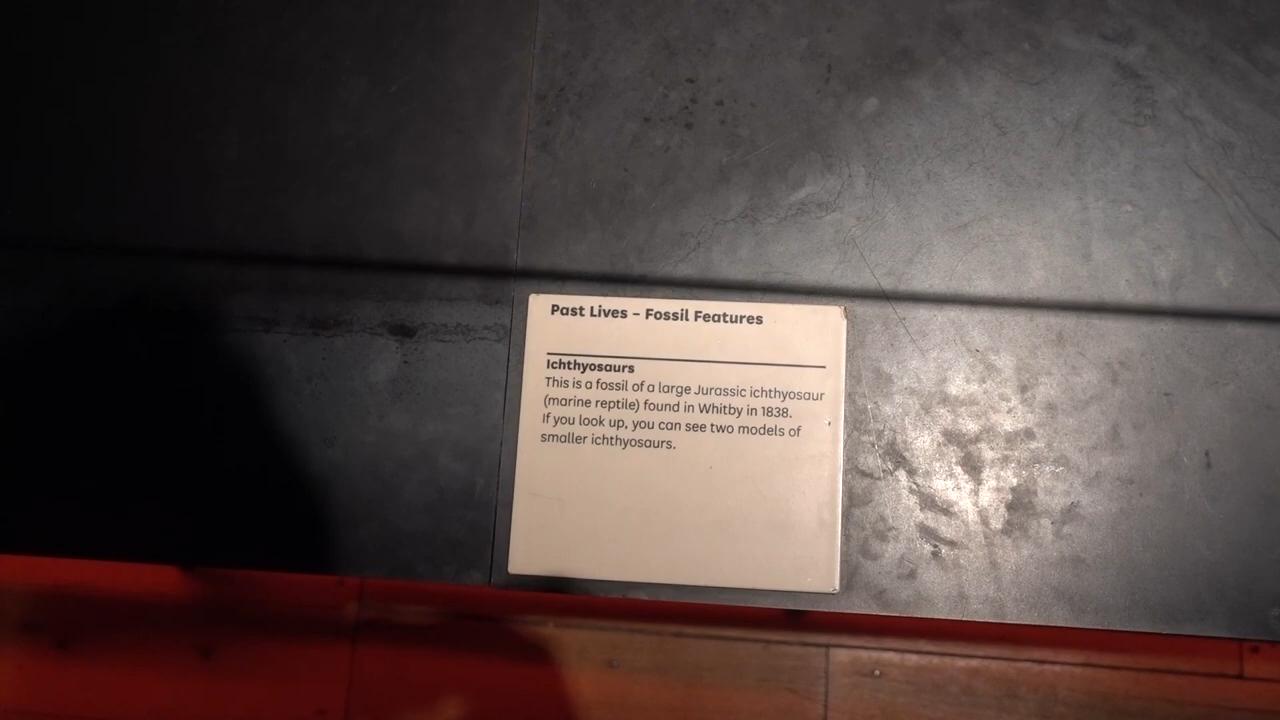 Past Lives – Fossil Features
Ichthyosaurs
This is a fossil of a large Jurassic ichthyosaur
(marine reptile) found in Whitby in 1838.
If you look up, you can see two models of
smaller ichthyosaurs.